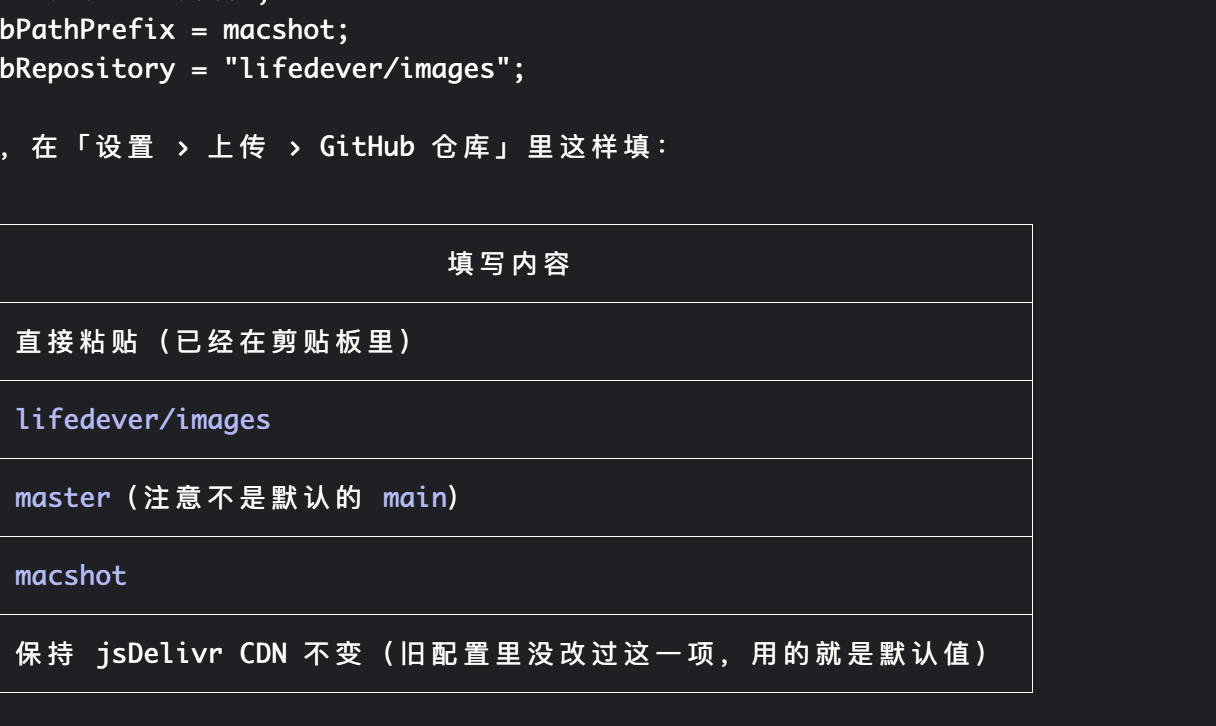 bPathPrefix = macshot;
bRepository = "lifedever/images";
，在「设置 › 上传 › GitHub 仓库」里这样填：
填写内容
直接粘贴（已经在剪贴板里）
lifedever/images
master（注意不是默认的 main）
macshot
保持 jsDelivr CDN 不变（旧配置里没改过这一项，用的就是默认值）